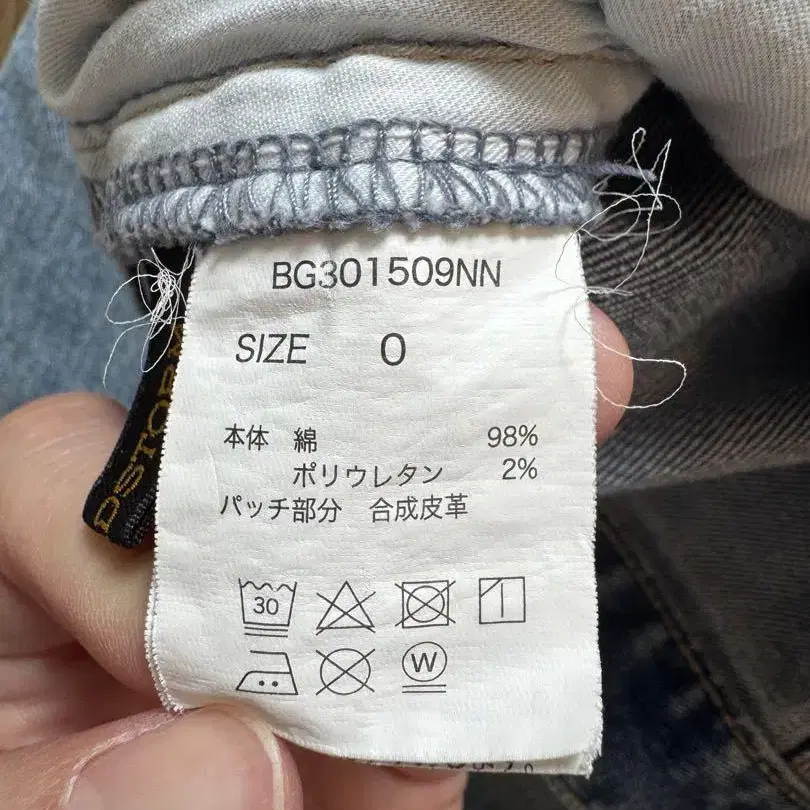 BG301509NN
SIZE 0
本体 綿 98%
ポリウレタン 2%
パッチ部分 合成皮革
30
W
DSTO